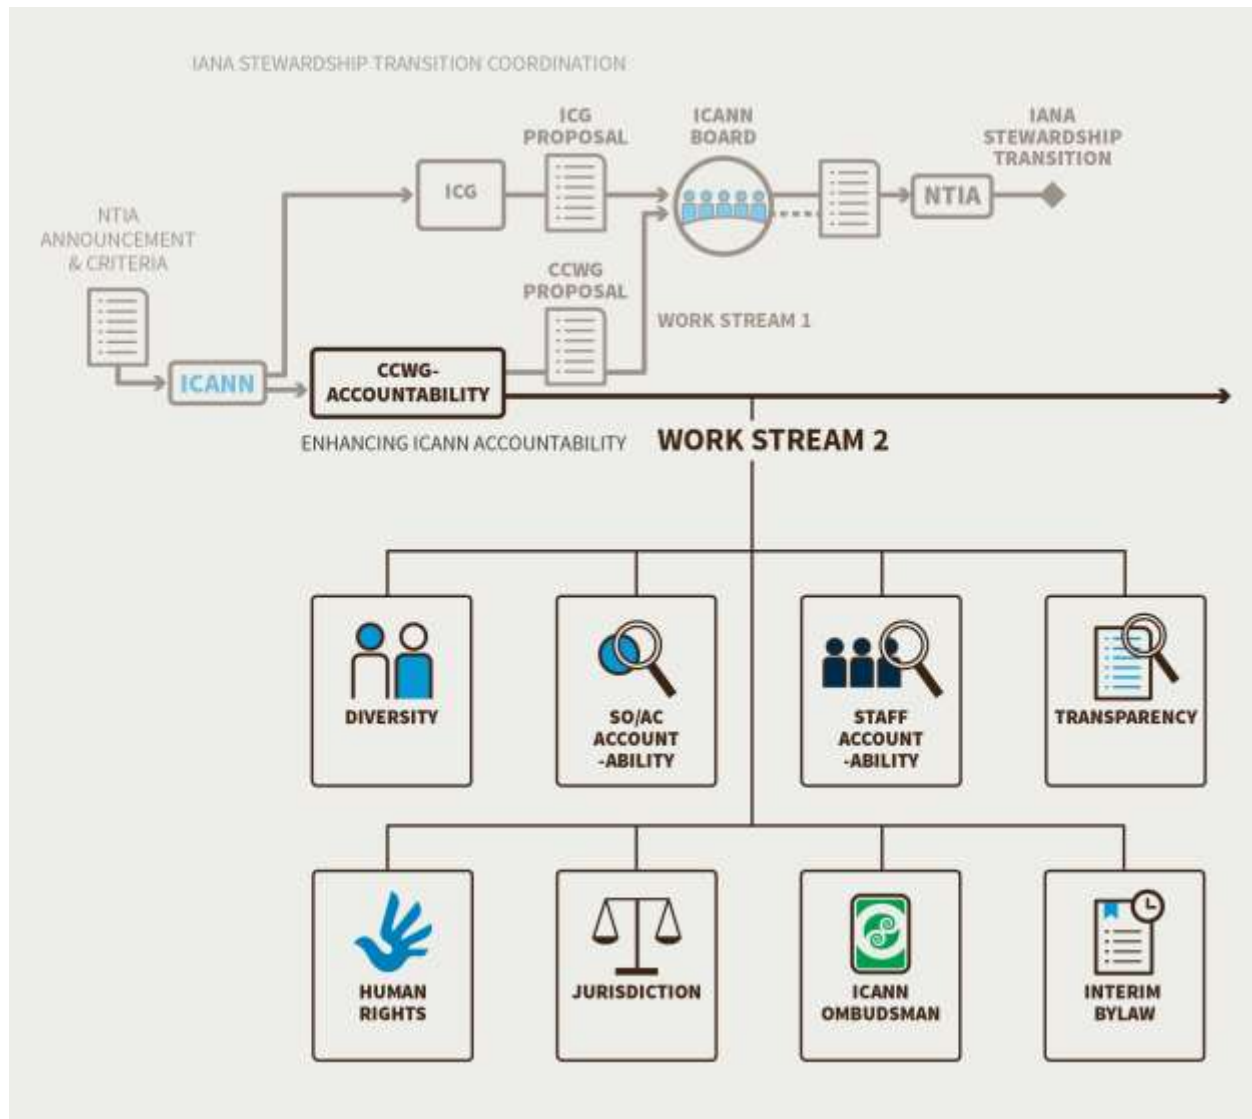 IANA STEWARDSHIP TRANSITION COORDINATION
ICG
PROPOSAL
ICANN
BOARD
IANA
STEWARDSHIP
TRANSITION
ICG
NTIA
NTIA
ANNOUNCEMENT
& CRITERIA
CCWG
PROPOSAL
WORK STREAM 1
ICANN
CCWG-
ACCOUNTABILITY
ENHANCING ICANN ACCOUNTABILITY
WORK STREAM 2
DIVERSITY
SO/AC
ACCOUNT
-ABILITY
STAFF
ACCOUNT
-ABILITY
TRANSPARENCY
HUMAN
RIGHTS
JURISDICTION
ICANN
OMBUDSMAN
INTERIM
BYLAW